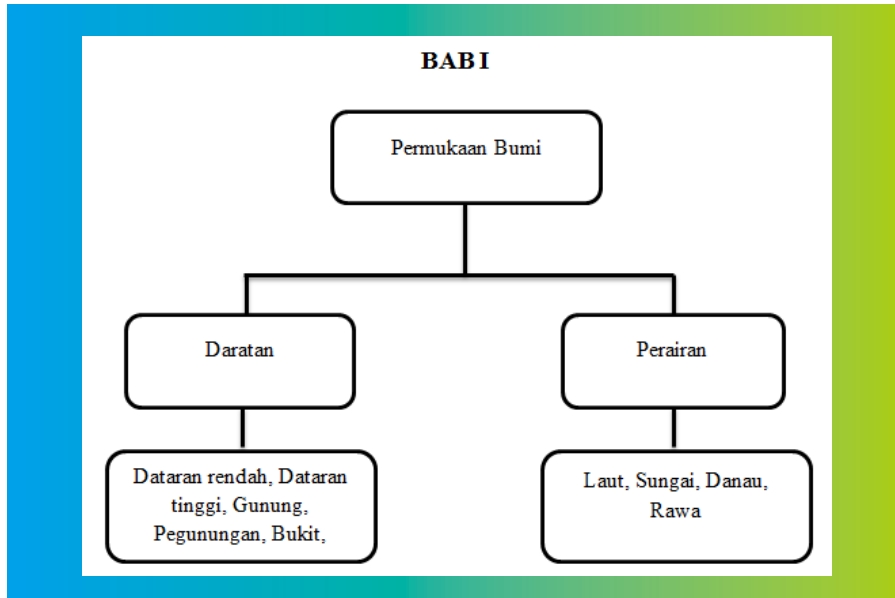 BAB I
Permukaan Bumi
Daratan
Perairan
Dataran rendah, Dataran
tinggi, Gunung,
Pegunungan, Bukit,
Laut, Sungai, Danau,
Rawa